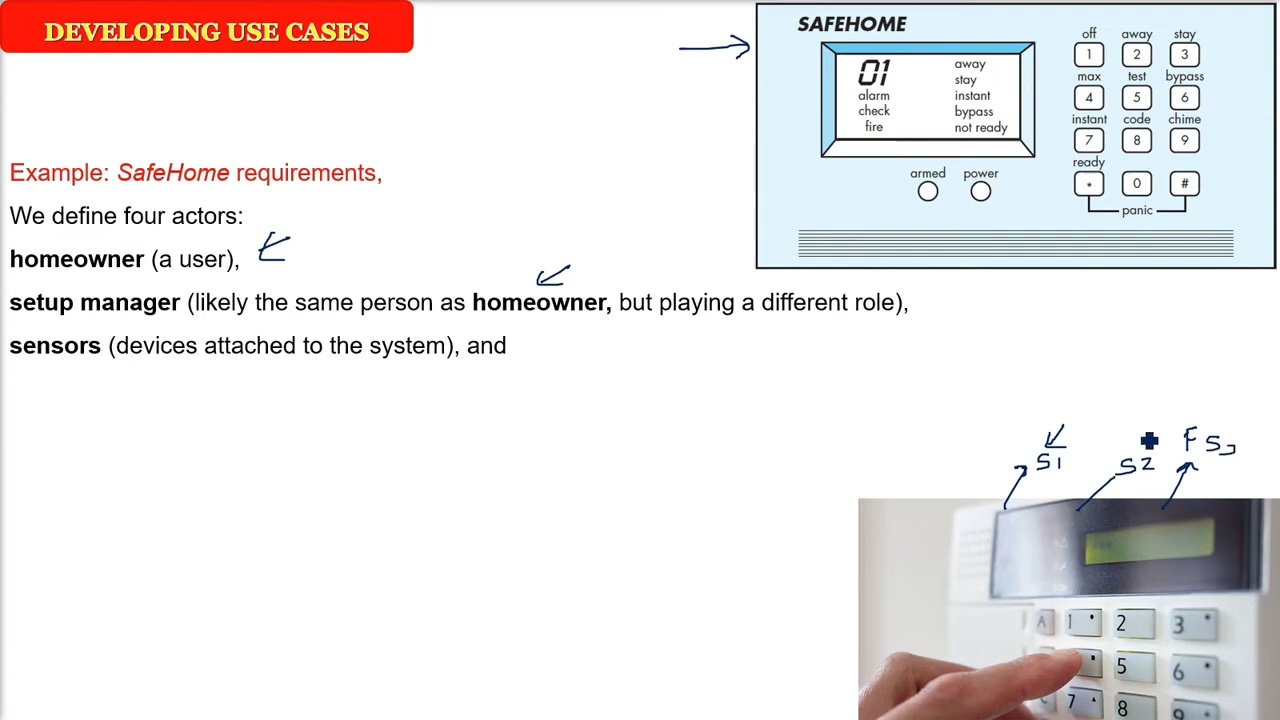 DEVELOPING USE CASES
SAFEHOME
off away stay
01 away
1 2 3
stay
max test bypass
alarm instant
4 5 6
check bypass
fire not ready
instant code chime
7 8 9
ready
armed power
* 0 #
panic
Example: SafeHome requirements,
We define four actors:
homeowner (a user),
setup manager (likely the same person as homeowner, but playing a different role),
sensors (devices attached to the system), and
S1 S2 F S3
A 1 2 3
5 6
7 8 9